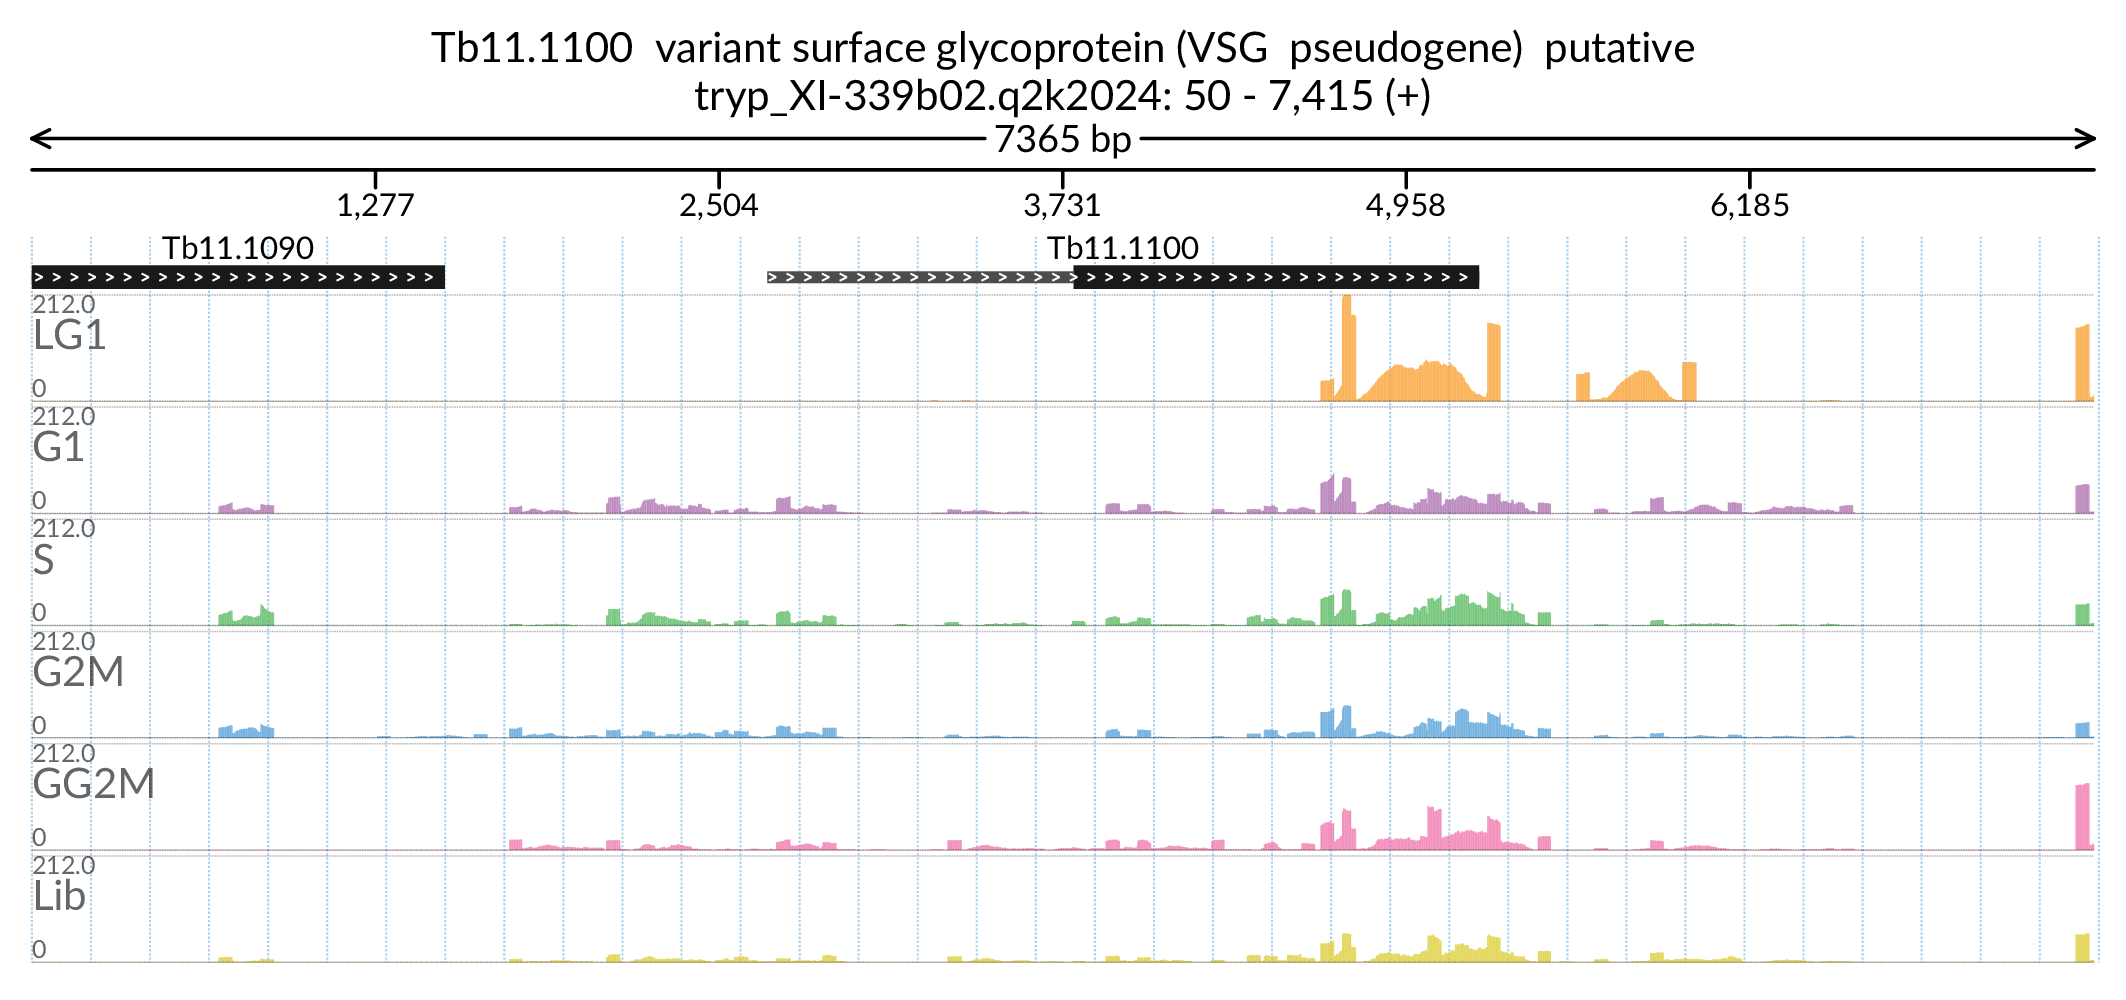 Tb11.1100 variant surface glycoprotein (VSG pseudogene) putative
tryp_XI-339b02.q2k2024: 50 - 7,415 (+)
7365 bp
1,277 2,504 3,731 4,958 6,185
Tb11.1090 Tb11.1100
212.0
LG1
0
212.0
G1
0
212.0
S
0
212.0
G2M
0
212.0
GG2M
0
212.0
Lib
0